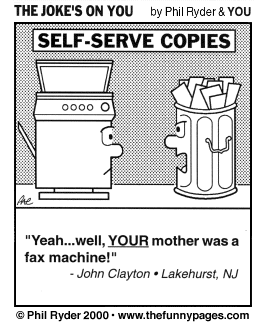 THE JOKE'S ON YOU by Phil Ryder & YOU
SELF-SERVE COPIES
"Yeah...well, YOUR mother was a
fax machine!"
- John Clayton • Lakehurst, NJ
© Phil Ryder 2000 • www.thefunnypages.com